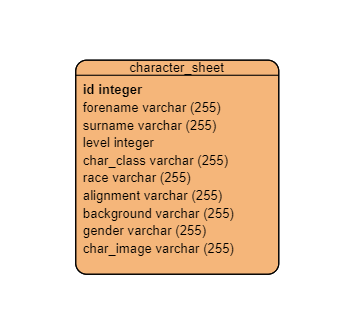 character_sheet
id integer
forename varchar (255)
surname varchar (255)
level integer
char_class varchar (255)
race varchar (255)
alignment varchar (255)
background varchar (255)
gender varchar (255)
char_image varchar (255)